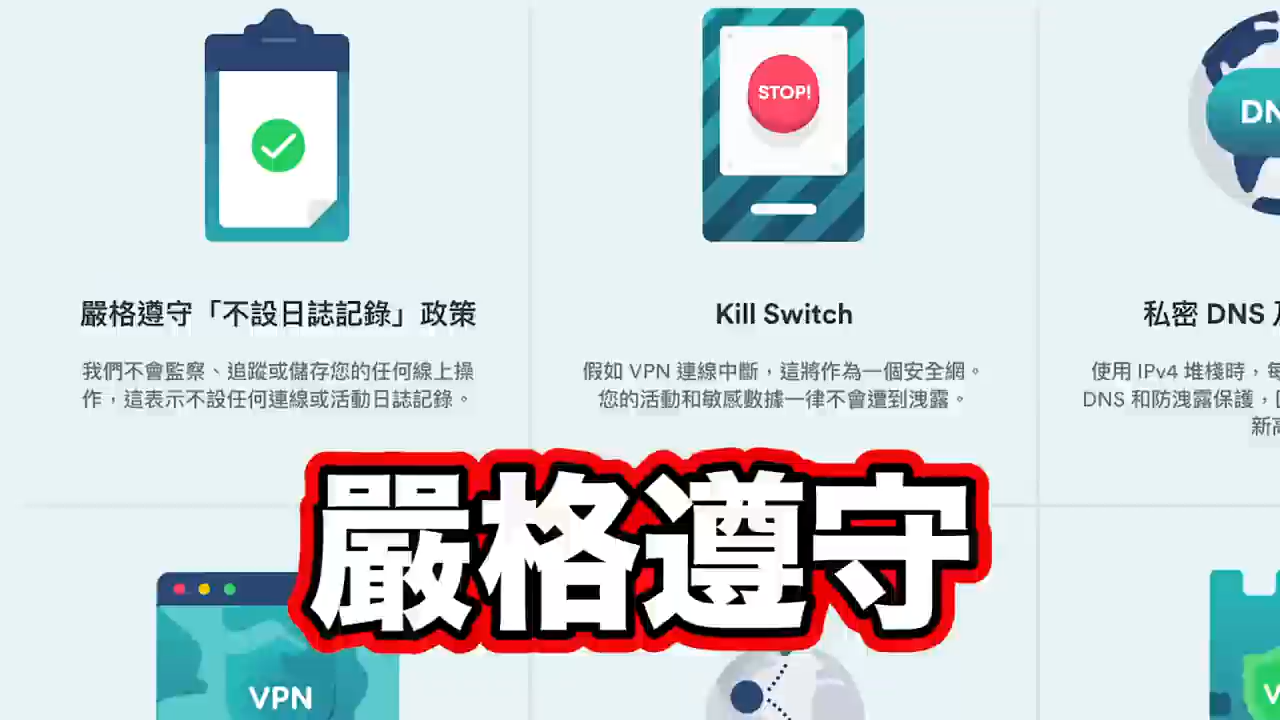 STOP!
DN
嚴格遵守「不設日誌記錄」政策
我們不會監察、追蹤或儲存您的任何線上操
作，這表示不設任何連線或活動日誌記錄。
Kill Switch
假如 VPN 連線中斷，這將作為一個安全網。
您的活動和敏感數據一律不會遭到洩露。
私密 DNS
使用 IPv4 堆棧時，每
DNS 和防洩露保護，
新高
嚴格遵守
VPN
V